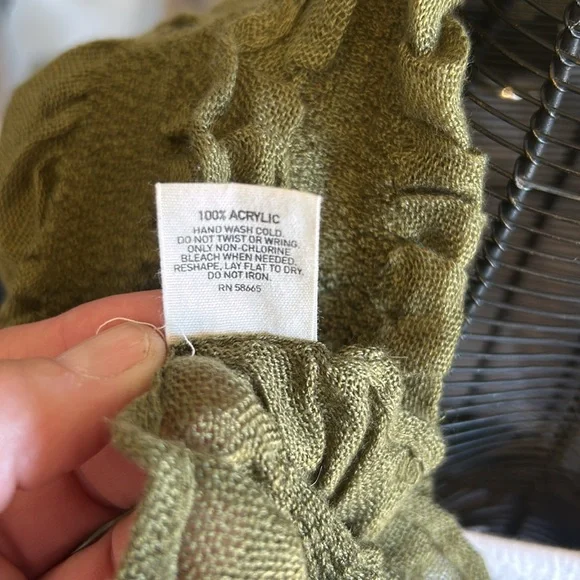 100% ACRYLIC
HAND WASH COLD.
DO NOT TWIST OR WRING.
ONLY NON-CHLORINE
BLEACH WHEN NEEDED.
RESHAPE, LAY FLAT TO DRY.
DO NOT IRON.
RN 58665